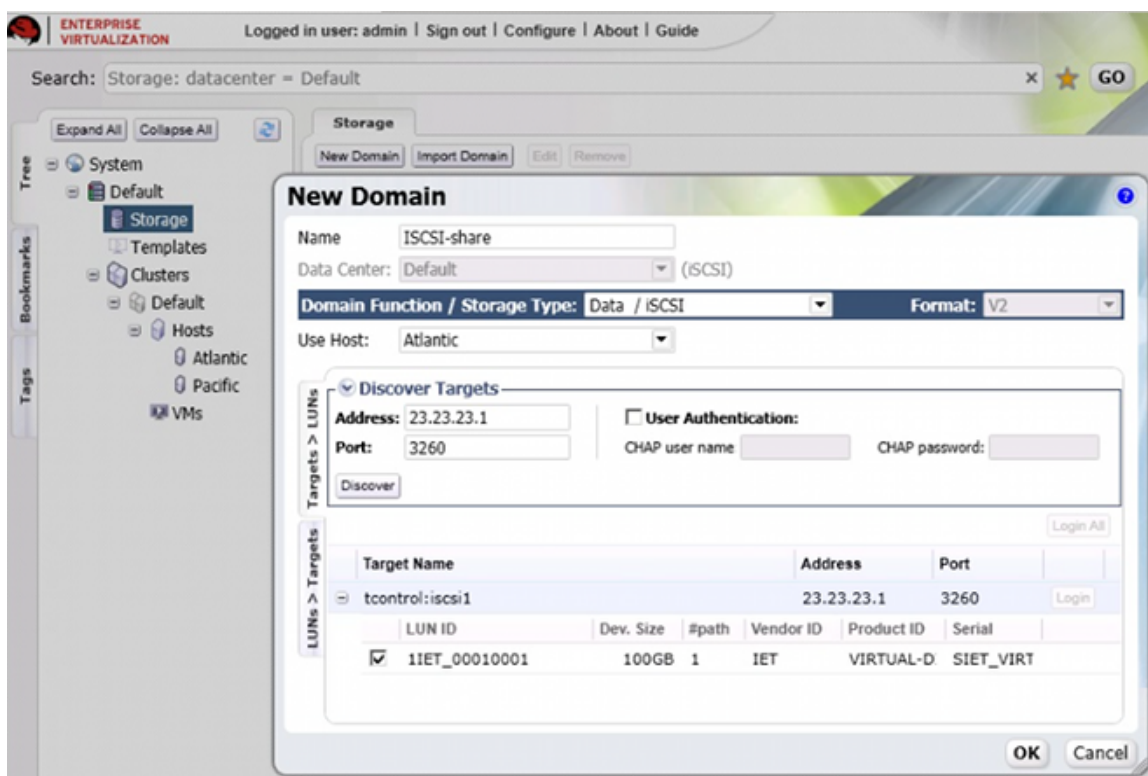 ENTERPRISE
VIRTUALIZATION
Logged in user: admin | Sign out | Configure | About | Guide
Search: Storage: datacenter = Default × GO
Expand All Collapse All
Tree
Bookmarks
Tags
System
Default
Storage
Templates
Clusters
Default
Hosts
Atlantic
Pacific
VMs
Storage
New Domain Import Domain Edit Remove
New Domain ?
Name ISCSI-share
Data Center: Default (iSCSI)
Domain Function / Storage Type: Data / iSCSI Format: V2
Use Host: Atlantic
Targets > LUNs
LUNs > Targets
Discover Targets
Address: 23.23.23.1 User Authentication:
Port: 3260 CHAP user name CHAP password:
Discover
Login All
Target Name Address Port
tcontrol:iscsi1 23.23.23.1 3260 Login
LUN ID Dev. Size #path Vendor ID Product ID Serial
1IET_00010001 100GB 1 IET VIRTUAL-D SIET_VIRT
OK Cancel